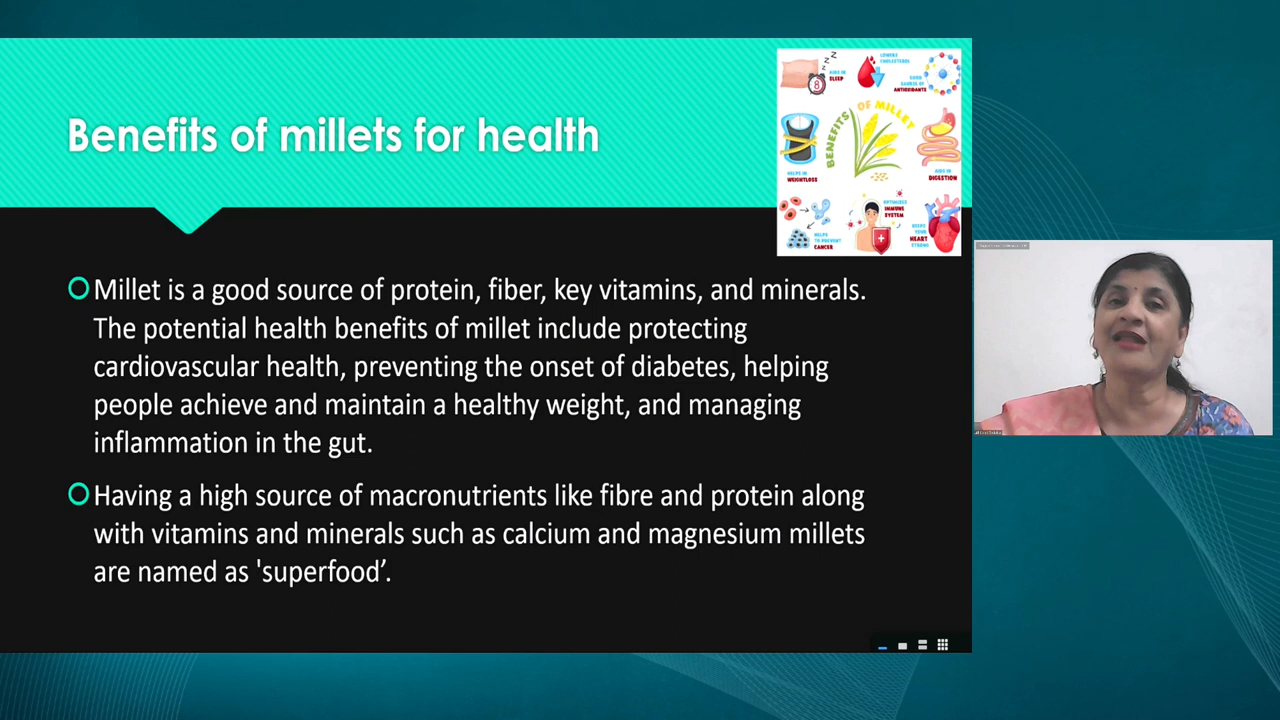 Benefits of millets for health
AIDS IN
SLEEP
LOWERS
CHOLESTEROL
GOOD
SOURCE OF
ANTIOXIDANTS
BENEFITS OF MILLET
HELPS IN
WEIGHTLOSS
AIDS IN
DIGESTION
HELPS
TO PREVENT
CANCER
OPTIMIZES
IMMUNE
SYSTEM
KEEPS
YOUR
HEART
STRONG
8
z z z
Millet is a good source of protein, fiber, key vitamins, and minerals.
The potential health benefits of millet include protecting
cardiovascular health, preventing the onset of diabetes, helping
people achieve and maintain a healthy weight, and managing
inflammation in the gut.
Having a high source of macronutrients like fibre and protein along
with vitamins and minerals such as calcium and magnesium millets
are named as 'superfood’.